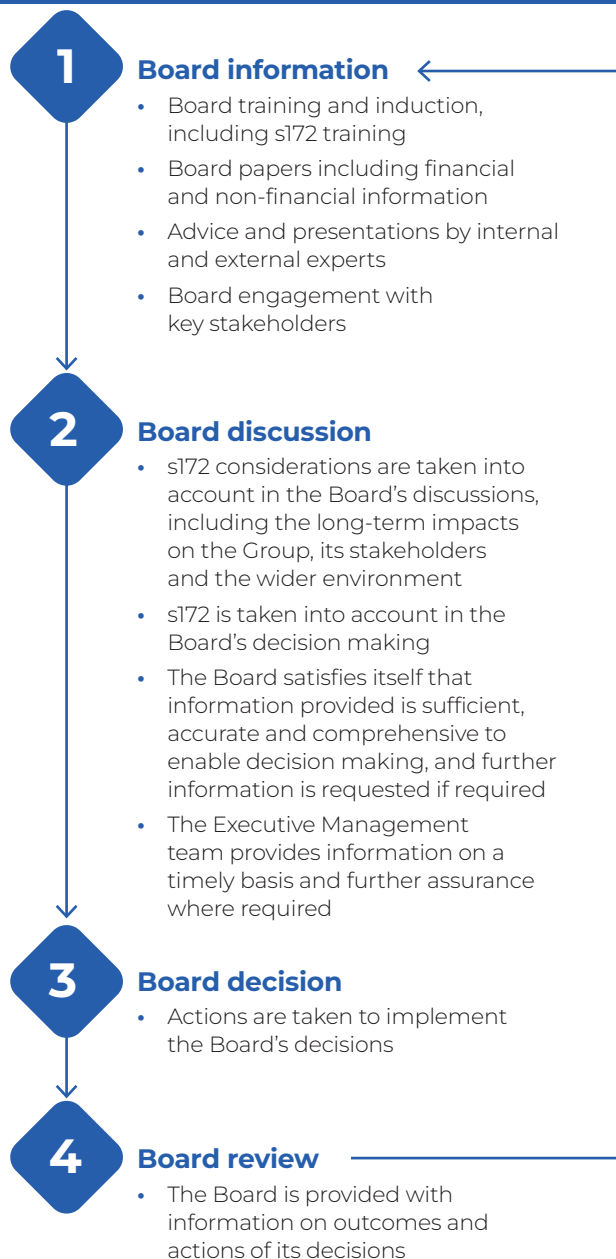 1
Board information
• Board training and induction,
including s172 training
• Board papers including financial
and non-financial information
• Advice and presentations by internal
and external experts
• Board engagement with
key stakeholders
2
Board discussion
• s172 considerations are taken into
account in the Board’s discussions,
including the long-term impacts
on the Group, its stakeholders
and the wider environment
• s172 is taken into account in the
Board’s decision making
• The Board satisfies itself that
information provided is sufficient,
accurate and comprehensive to
enable decision making, and further
information is requested if required
• The Executive Management
team provides information on a
timely basis and further assurance
where required
3
Board decision
• Actions are taken to implement
the Board’s decisions
4
Board review
• The Board is provided with
information on outcomes and
actions of its decisions